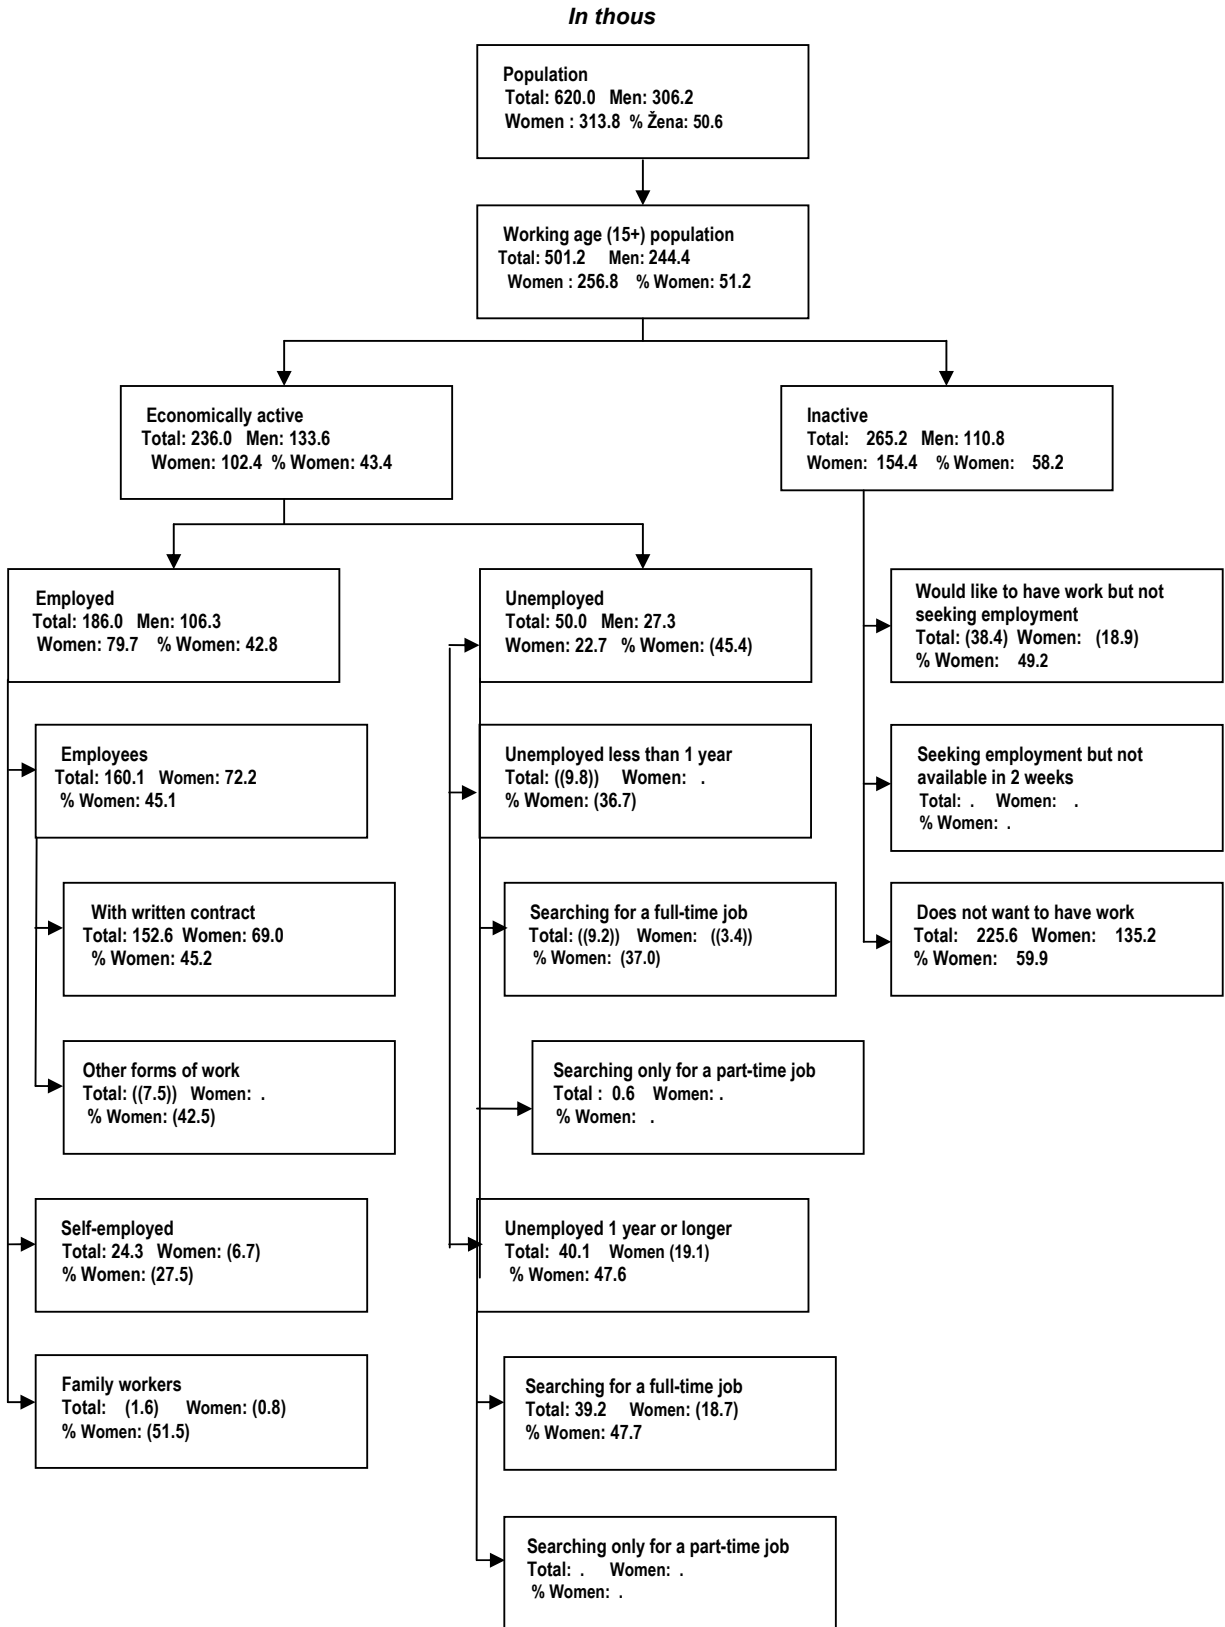 In thous
Population
Total: 620.0 Men: 306.2
Women : 313.8 % Žena: 50.6
Working age (15+) population
Total: 501.2 Men: 244.4
Women : 256.8 % Women: 51.2
Economically active
Total: 236.0 Men: 133.6
Women: 102.4 % Women: 43.4
Inactive
Total: 265.2 Men: 110.8
Women: 154.4 % Women: 58.2
Employed
Total: 186.0 Men: 106.3
Women: 79.7 % Women: 42.8
Unemployed
Total: 50.0 Men: 27.3
Women: 22.7 % Women: (45.4)
Would like to have work but not
seeking employment
Total: (38.4) Women: (18.9)
% Women: 49.2
Employees
Total: 160.1 Women: 72.2
% Women: 45.1
Unemployed less than 1 year
Total: ((9.8)) Women: .
% Women: (36.7)
Seeking employment but not
available in 2 weeks
Total: . Women: .
% Women: .
With written contract
Total: 152.6 Women: 69.0
% Women: 45.2
Searching for a full-time job
Total: ((9.2)) Women: ((3.4))
% Women: (37.0)
Does not want to have work
Total: 225.6 Women: 135.2
% Women: 59.9
Other forms of work
Total: ((7.5)) Women: .
% Women: (42.5)
Searching only for a part-time job
Total : 0.6 Women: .
% Women: .
Self-employed
Total: 24.3 Women: (6.7)
% Women: (27.5)
Unemployed 1 year or longer
Total: 40.1 Women (19.1)
% Women: 47.6
Family workers
Total: (1.6) Women: (0.8)
% Women: (51.5)
Searching for a full-time job
Total: 39.2 Women: (18.7)
% Women: 47.7
Searching only for a part-time job
Total: . Women: .
% Women: .